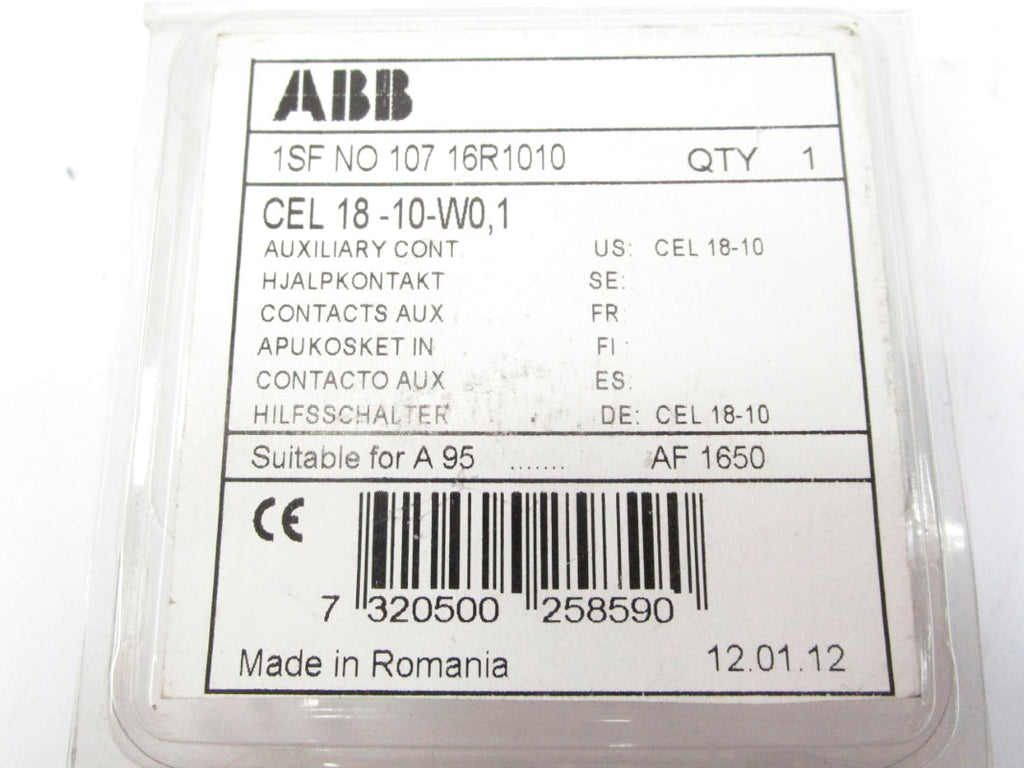 ABB
1SF NO 107 16R1010 QTY 1
CEL 18 -10-W0,1
AUXILIARY CONT. US: CEL 18-10
HJALPKONTAKT SE:
CONTACTS AUX FR:
APUKOSKET IN FI :
CONTACTO AUX ES:
HILFSSCHALTER DE: CEL 18-10
Suitable for A 95 ........ AF 1650
CE
7 320500 258590
Made in Romania 12.01.12